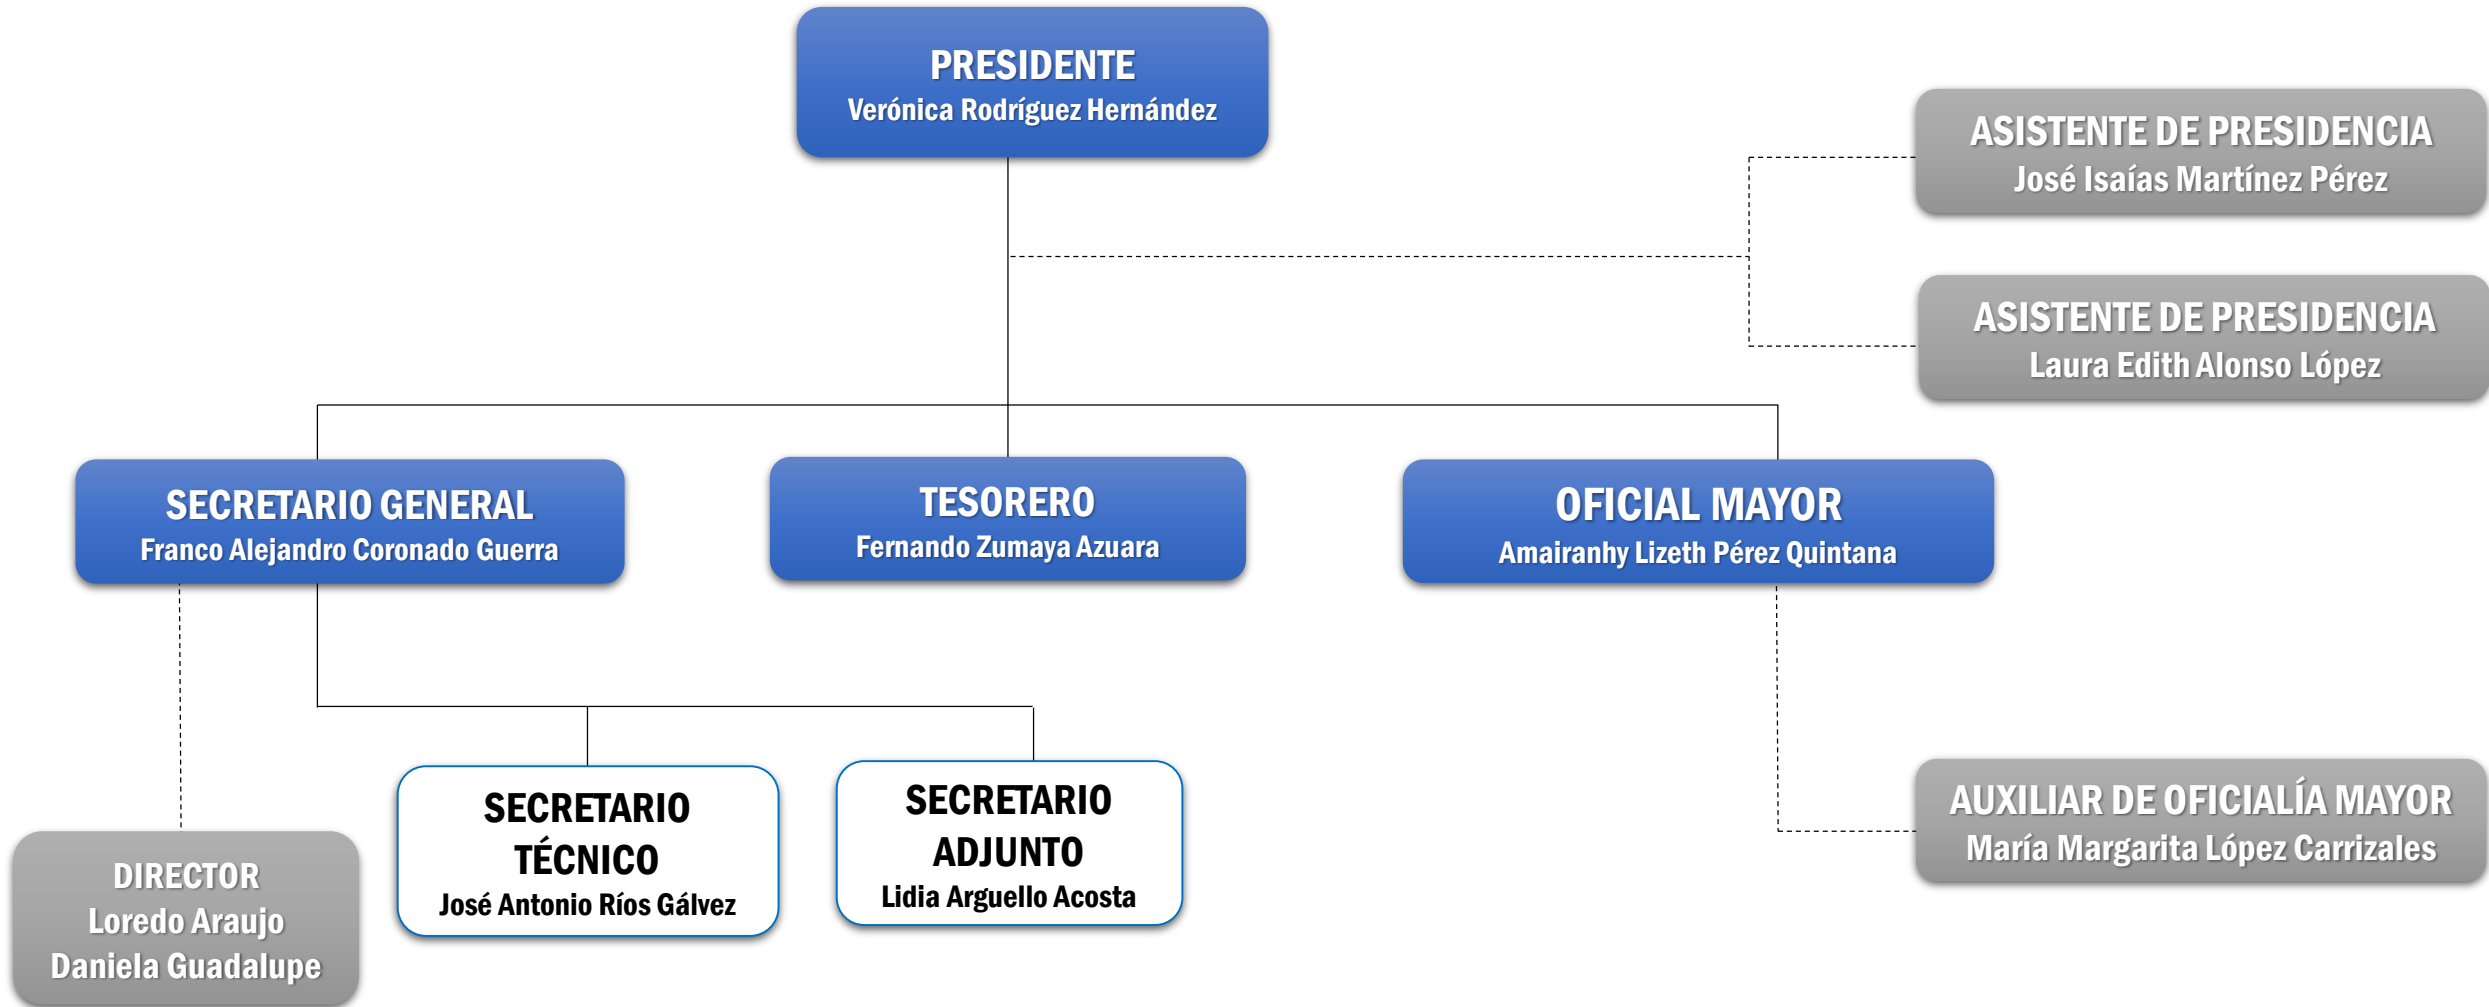 PRESIDENTE
Verónica Rodríguez Hernández
ASISTENTE DE PRESIDENCIA
José Isaías Martínez Pérez
ASISTENTE DE PRESIDENCIA
Laura Edith Alonso López
SECRETARIO GENERAL
Franco Alejandro Coronado Guerra
TESORERO
Fernando Zumaya Azuara
OFICIAL MAYOR
Amairanhy Lizeth Pérez Quintana
DIRECTOR
Loredo Araujo
Daniela Guadalupe
SECRETARIO
TÉCNICO
José Antonio Ríos Gálvez
SECRETARIO
ADJUNTO
Lidia Arguello Acosta
AUXILIAR DE OFICIALÍA MAYOR
María Margarita López Carrizales